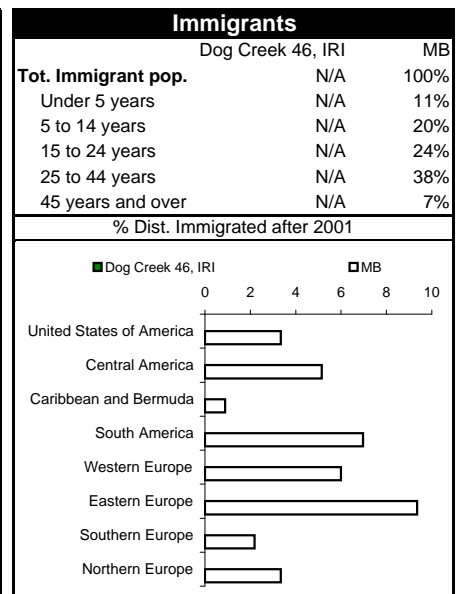 Immigrants
Dog Creek 46, IRI MB
Tot. Immigrant pop. N/A 100%
Under 5 years N/A 11%
5 to 14 years N/A 20%
15 to 24 years N/A 24%
25 to 44 years N/A 38%
45 years and over N/A 7%
% Dist. Immigrated after 2001
Dog Creek 46, IRI MB
0 2 4 6 8 10
United States of America
Central America
Caribbean and Bermuda
South America
Western Europe
Eastern Europe
Southern Europe
Northern Europe